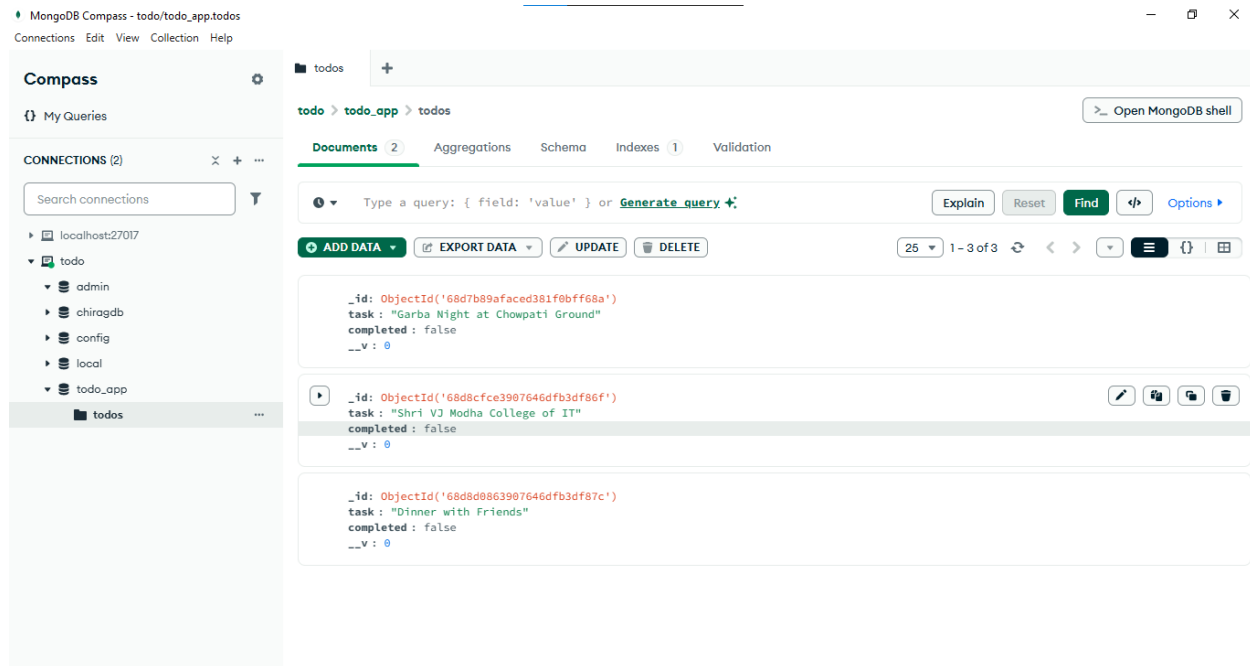 MongoDB Compass - todo/todo_app.todos
Connections Edit View Collection Help
Compass
{} My Queries
CONNECTIONS (2)
Search connections
localhost:27017
todo
admin
chiragdb
config
local
todo_app
todos
todos
todo > todo_app > todos
>_ Open MongoDB shell
Documents 2 Aggregations Schema Indexes 1 Validation
Type a query: { field: 'value' } or Generate query
Explain Reset Find </> Options
ADD DATA EXPORT DATA UPDATE DELETE
25 1 – 3 of 3 {}
_id: ObjectId('68d7b89afaced381f0bff68a')
task : "Garba Night at Chowpati Ground"
completed : false
__v : 0
_id: ObjectId('68d8cfce3907646dfb3df86f')
task : "Shri VJ Modha College of IT"
completed : false
__v : 0
_id: ObjectId('68d8d0863907646dfb3df87c')
task : "Dinner with Friends"
completed : false
__v : 0